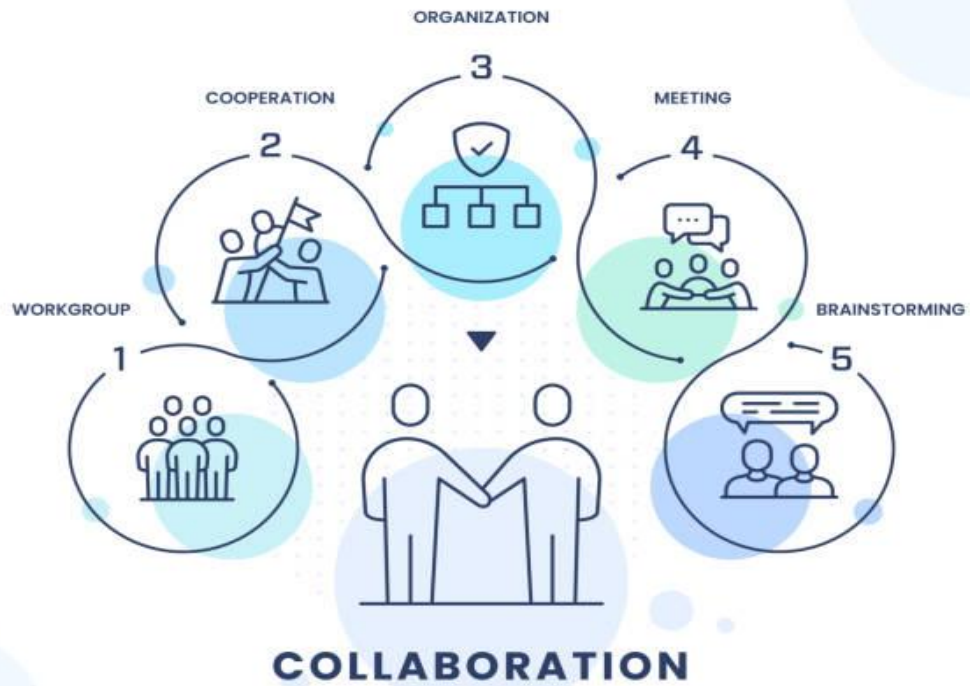 ORGANIZATION
3
COOPERATION
2
MEETING
4
WORKGROUP
1
BRAINSTORMING
5
COLLABORATION